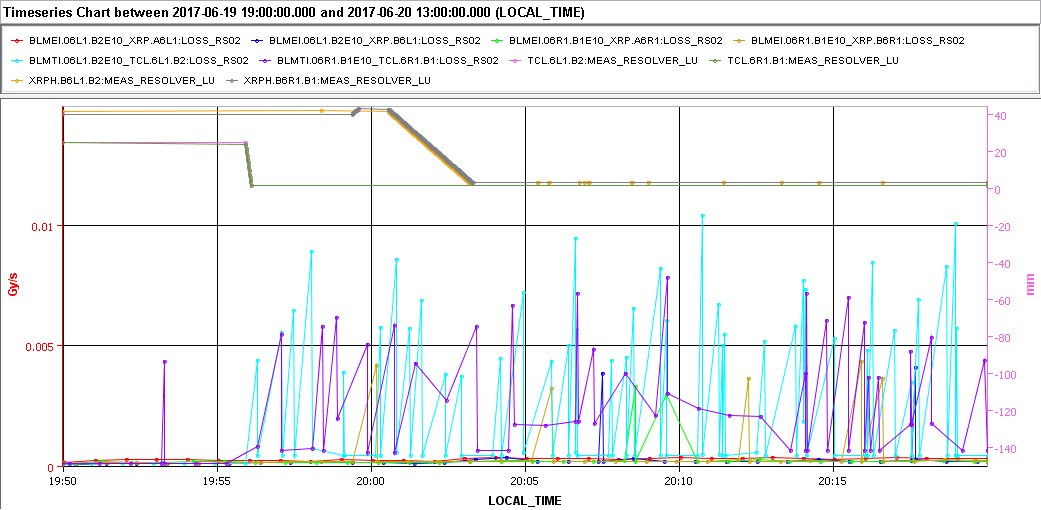 Timeseries Chart between 2017-06-19 19:00:00.000 and 2017-06-20 13:00:00.000 (LOCAL_TIME)
BLMEI.06L1.B2E10_XRP.A6L1:LOSS_RS02 BLMEI.06L1.B2E10_XRP.B6L1:LOSS_RS02 BLMEI.06R1.B1E10_XRP.A6R1:LOSS_RS02 BLMEI.06R1.B1E10_XRP.B6R1:LOSS_RS02
BLMTI.06L1.B2E10_TCL.6L1.B2:LOSS_RS02 BLMTI.06R1.B1E10_TCL.6R1.B1:LOSS_RS02 TCL.6L1.B2:MEAS_RESOLVER_LU TCL.6R1.B1:MEAS_RESOLVER_LU
XRPH.B6L1.B2:MEAS_RESOLVER_LU XRPH.B6R1.B1:MEAS_RESOLVER_LU
40
20
0
0.01 -20
-40
Gy/s mm
-60
-80
0.005
-100
-120
-140
0
19:50 19:55 20:00 20:05 20:10 20:15
LOCAL_TIME